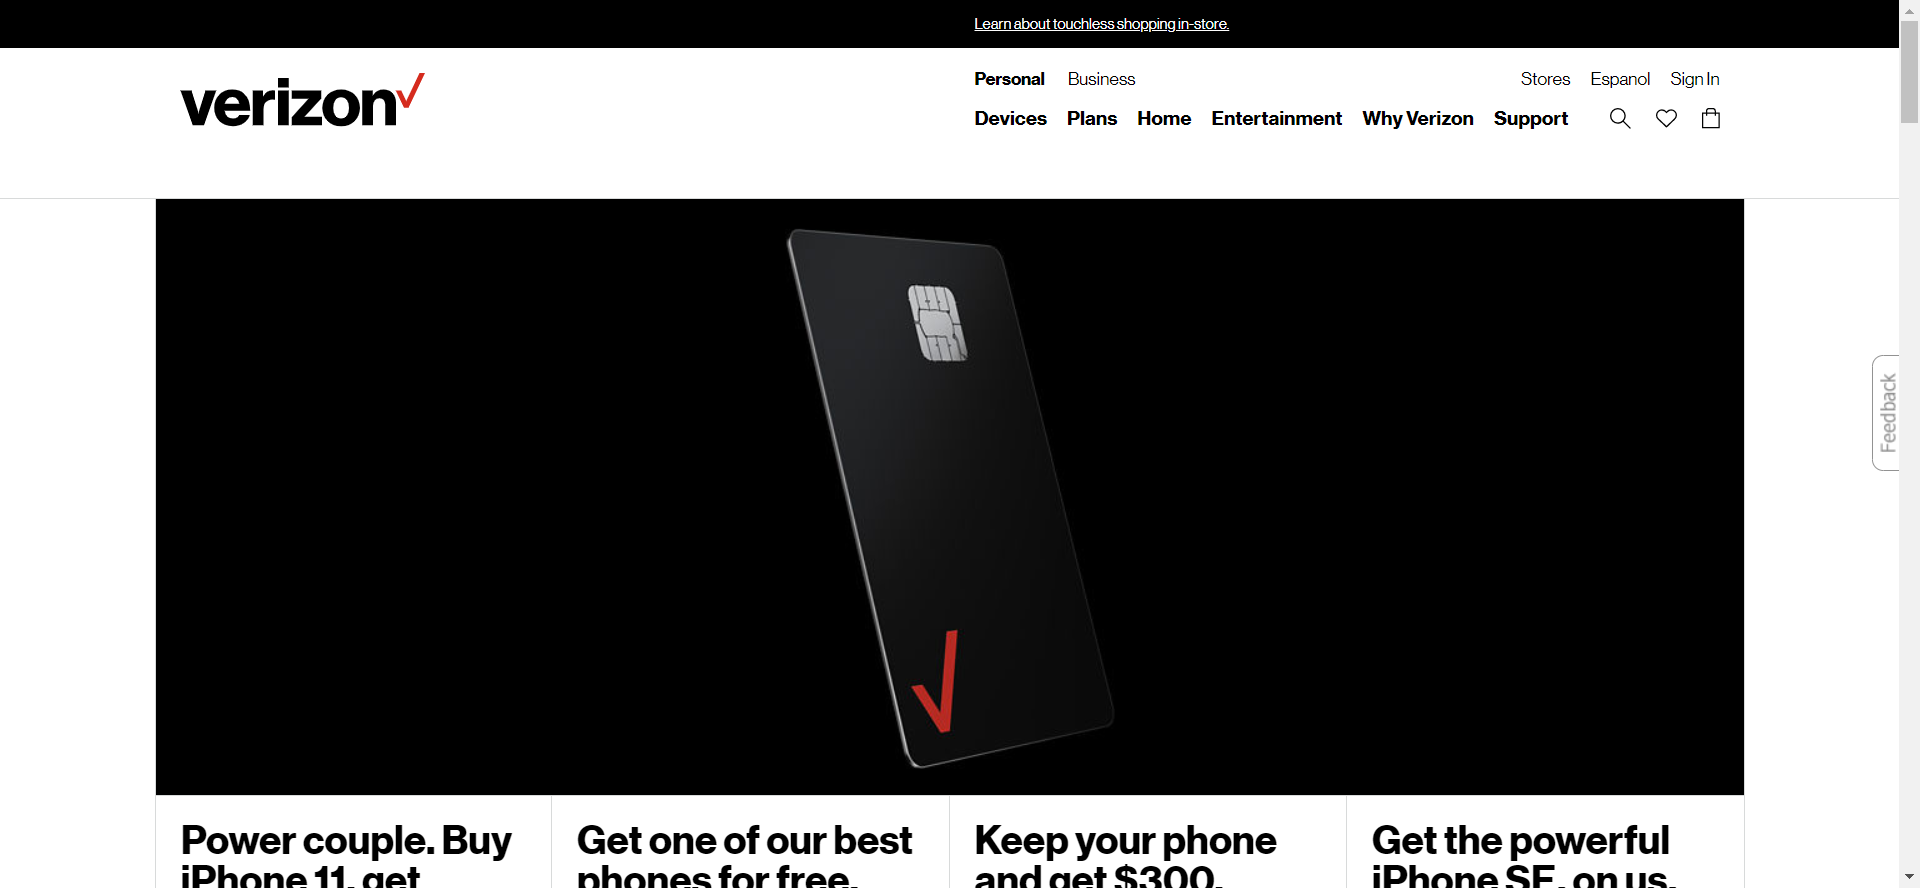 Learn about touchless shopping in-store.
verizon
Personal Business
Stores Espanol Sign In
Devices Plans Home Entertainment Why Verizon Support
Feedback
Power couple. Buy
iPhone 11, get
Get one of our best
phones for free.
Keep your phone
and get $300.
Get the powerful
iPhone SE, on us.